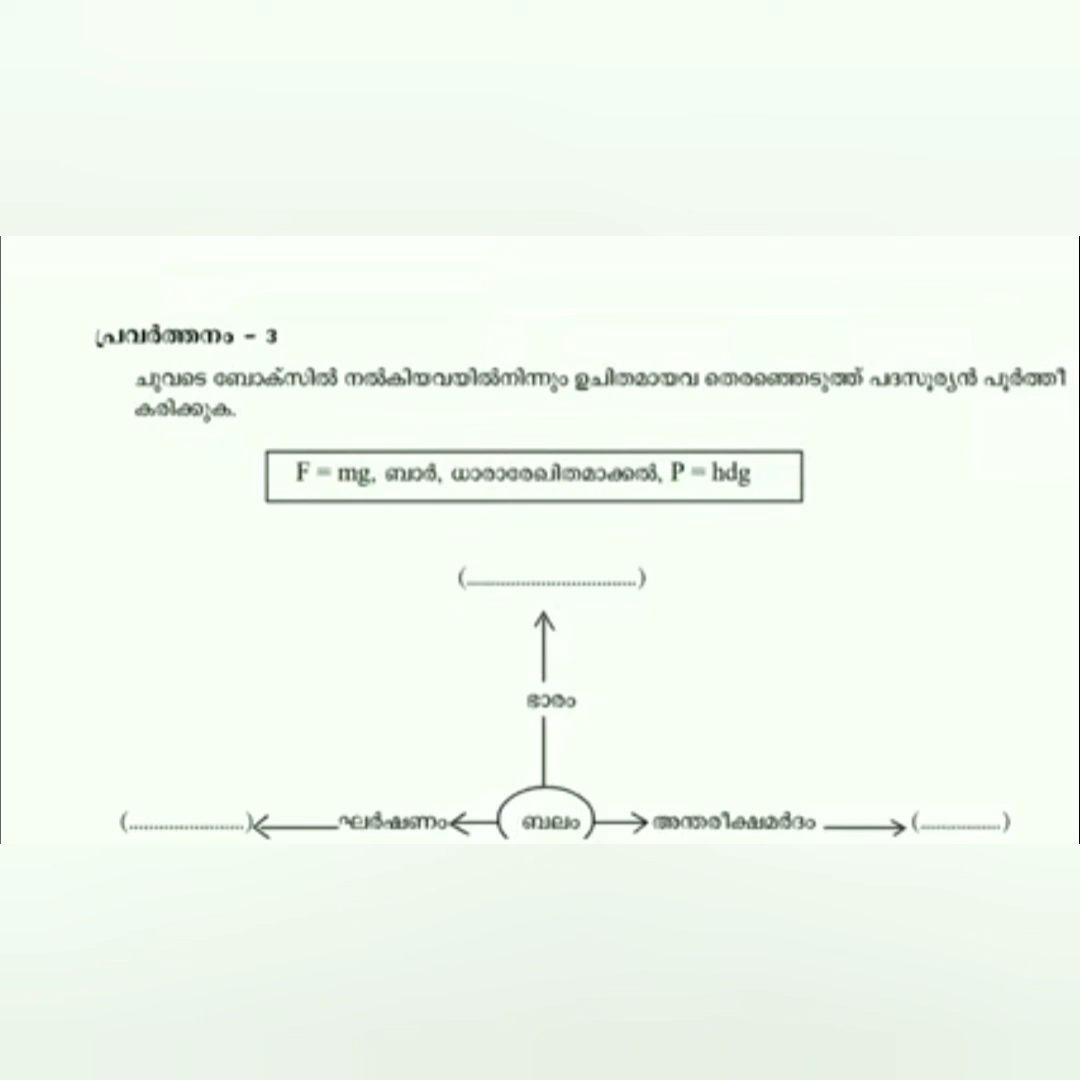 പ്രവർത്തനം - 3
ചുവടെ ബോക്സിൽ നൽകിയവയിൽനിന്നും ഉചിതമായവ തെരഞ്ഞെടുത്ത് പദസൂര്യൻ പൂർത്തീ
കരിക്കുക.
F = mg, ബാർ, ധാരാരേഖിതമാക്കൽ, P = hdg
(..................................)
ഭാരം
(........................) ഘർഷണം ബലം അന്തരീക്ഷമർദം (.................)